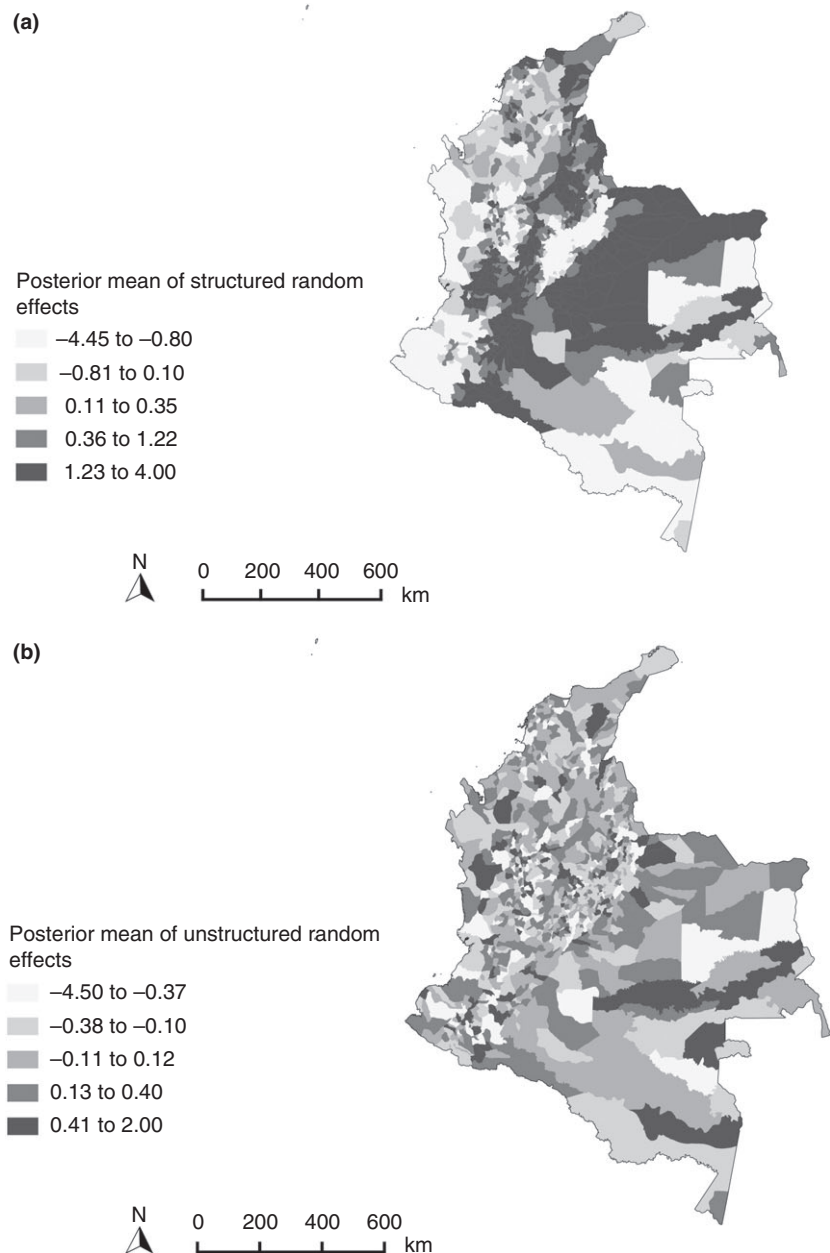 (a)
Posterior mean of structured random
effects
–4.45 to –0.80
–0.81 to 0.10
0.11 to 0.35
0.36 to 1.22
1.23 to 4.00
N
0 200 400 600
km
(b)
Posterior mean of unstructured random
effects
–4.50 to –0.37
–0.38 to –0.10
–0.11 to 0.12
0.13 to 0.40
0.41 to 2.00
N
0 200 400 600
km